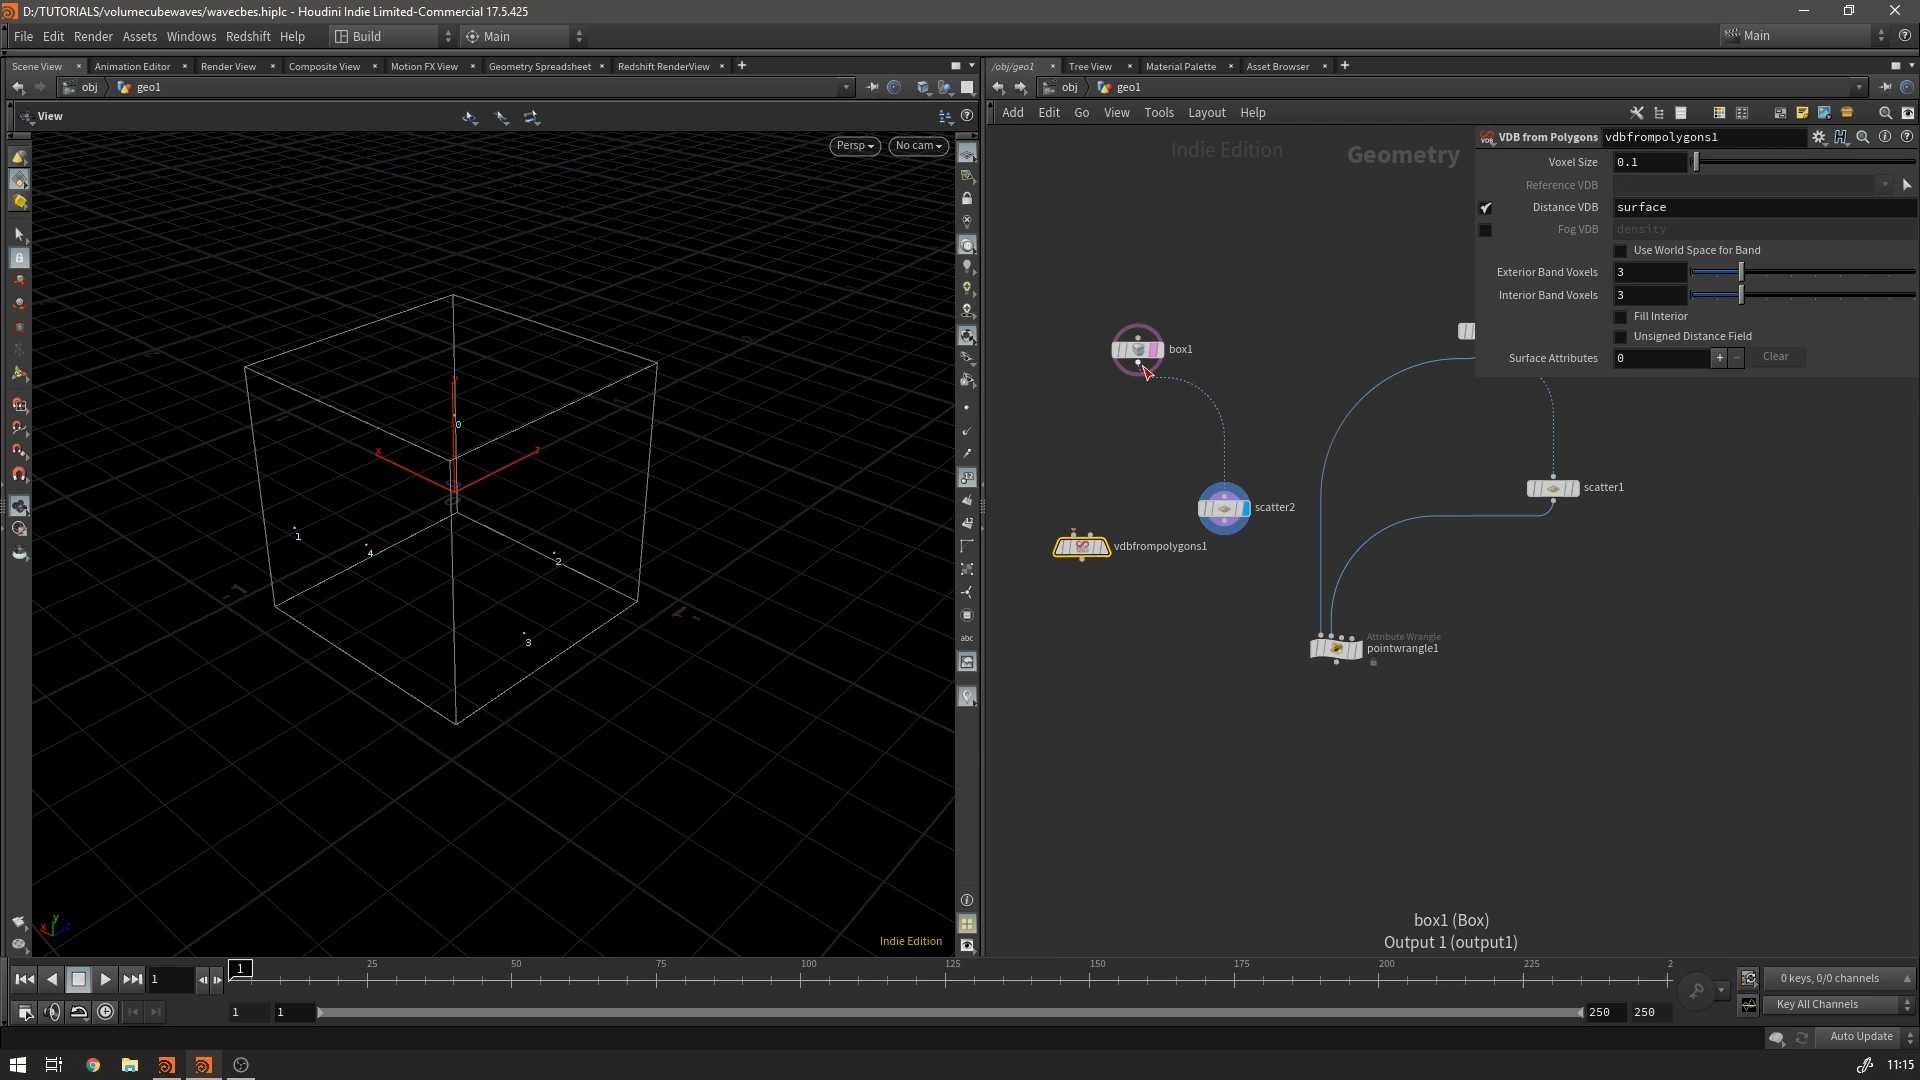 D:/TUTORIALS/volumecubewaves/wavecbes.hiplc - Houdini Indie Limited-Commercial 17.5.425
File Edit Render Assets Windows Redshift Help Build Main Main
Scene View Animation Editor Render View Composite View Motion FX View Geometry Spreadsheet Redshift RenderView
/obj/geo1 Tree View Material Palette Asset Browser
obj geo1
obj geo1
View
Add Edit Go View Tools Layout Help
Persp No cam
Indie Edition Geometry
VDB from Polygons vdbfrompolygons1
Voxel Size 0.1
Reference VDB
Distance VDB surface
Fog VDB density
Use World Space for Band
Exterior Band Voxels 3
Interior Band Voxels 3
Fill Interior
Unsigned Distance Field
Surface Attributes 0 + - Clear
box1
scatter1
scatter2
vdbfrompolygons1
Attribute Wrangle
pointwrangle1
y
x
z
0
1
4
2
3
-1
-1
abc
y
x z
Indie Edition
box1 (Box)
Output 1 (output1)
1 1 25 50 75 100 125 150 175 200 225 2
0 keys, 0/0 channels
1 1 250 250
Key All Channels
Auto Update
11:15